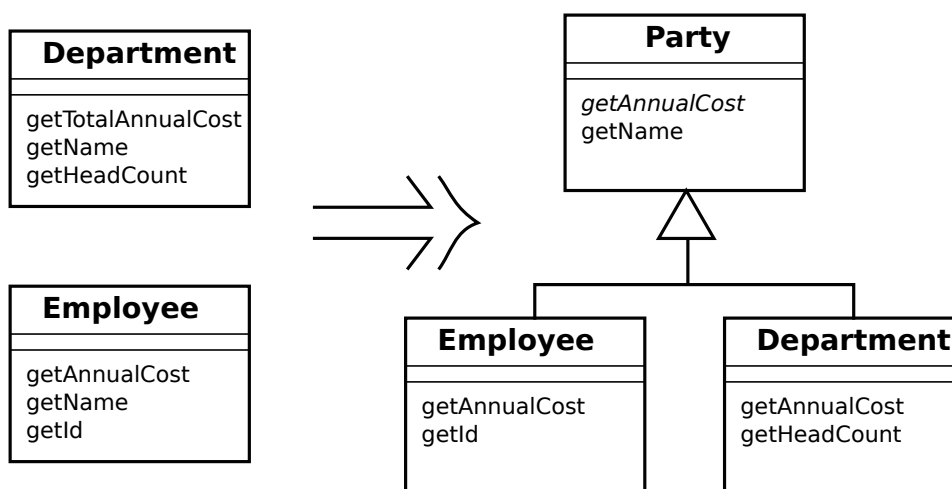 Department
getTotalAnnualCost
getName
getHeadCount
Employee
getAnnualCost
getName
getId
Party
getAnnualCost
getName
Employee
getAnnualCost
getId
Department
getAnnualCost
getHeadCount